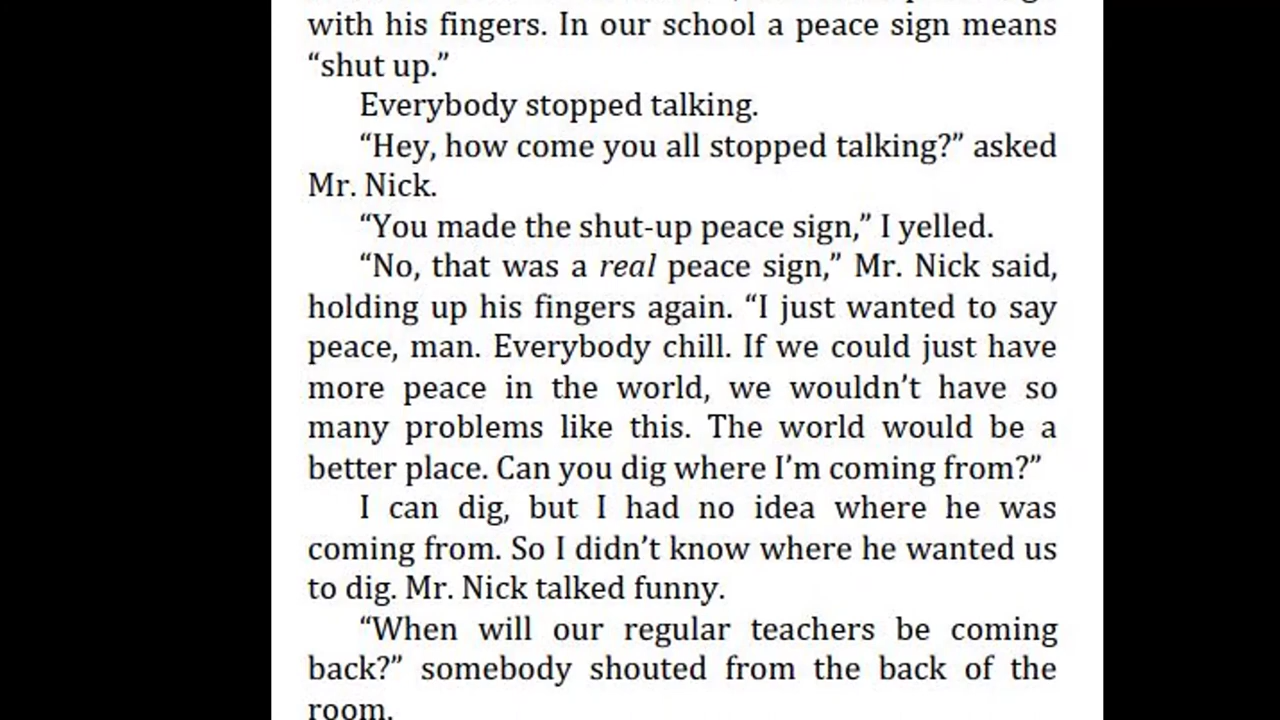 with his fingers. In our school a peace sign means
“shut up.”
Everybody stopped talking.
“Hey, how come you all stopped talking?” asked
Mr. Nick.
“You made the shut-up peace sign,” I yelled.
“No, that was a real peace sign,” Mr. Nick said,
holding up his fingers again. “I just wanted to say
peace, man. Everybody chill. If we could just have
more peace in the world, we wouldn’t have so
many problems like this. The world would be a
better place. Can you dig where I’m coming from?”
I can dig, but I had no idea where he was
coming from. So I didn’t know where he wanted us
to dig. Mr. Nick talked funny.
“When will our regular teachers be coming
back?” somebody shouted from the back of the
room.